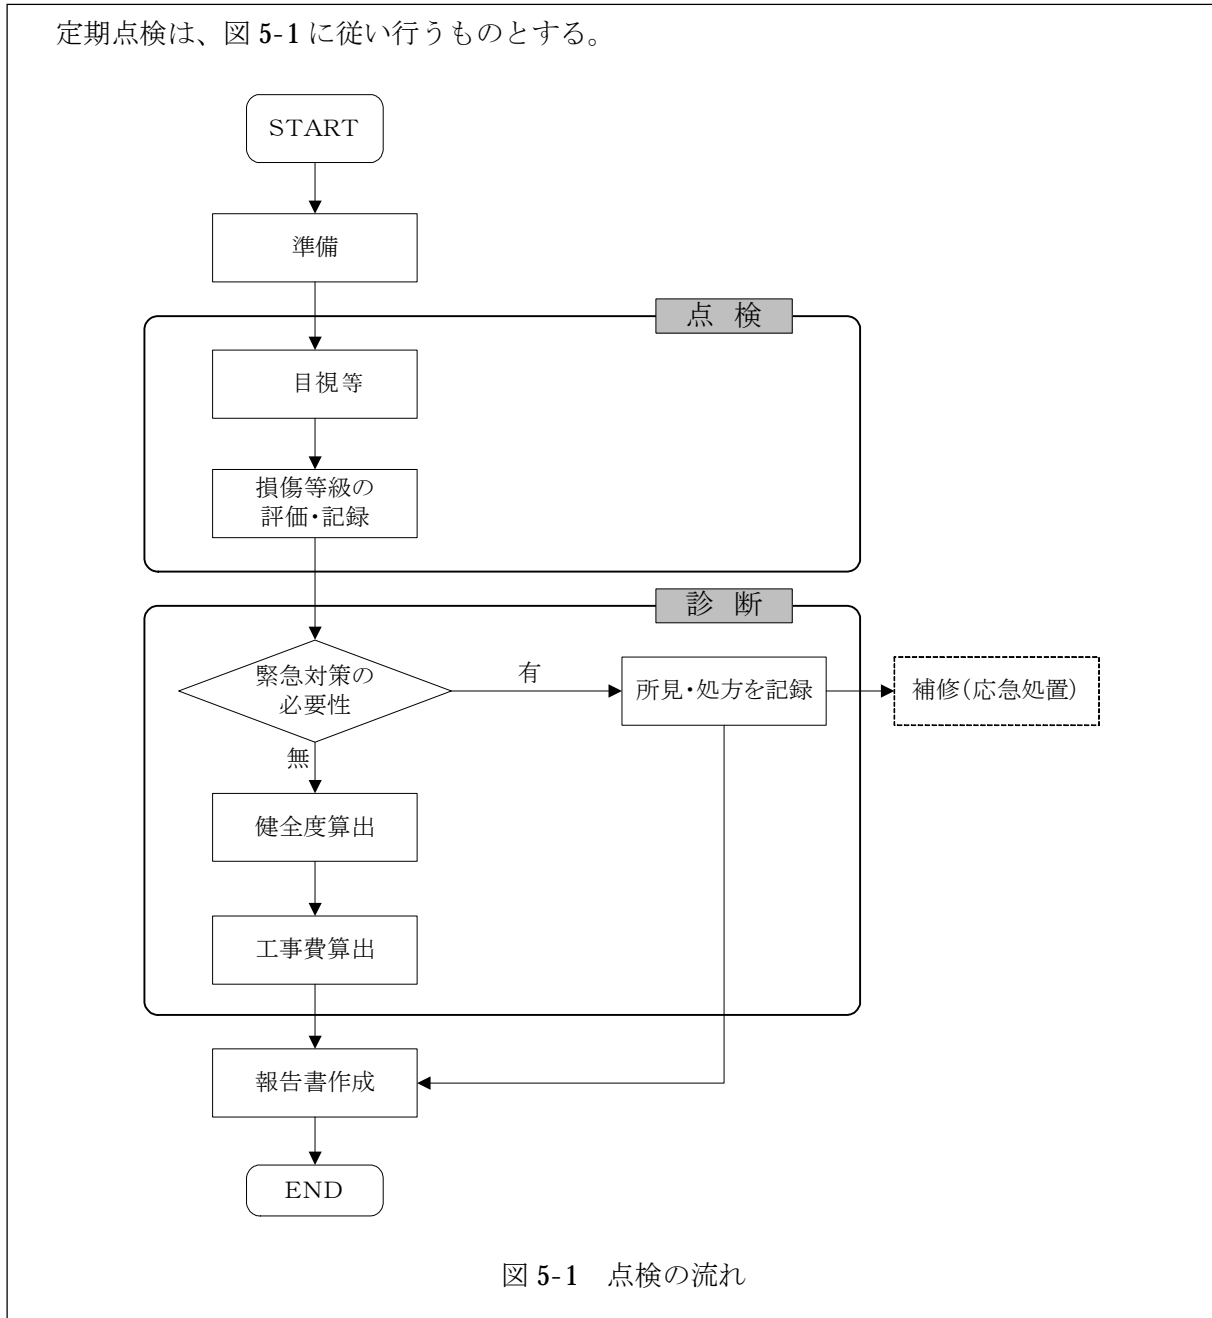 定期点検は、図 5-1 に従い行うものとする。
START
準備
点 検
目視等
損傷等級の
評価・記録
診 断
緊急対策の
必要性
有
所見・処方を記録
補修(応急処置)
無
健全度算出
工事費算出
報告書作成
END
図 5-1 点検の流れ